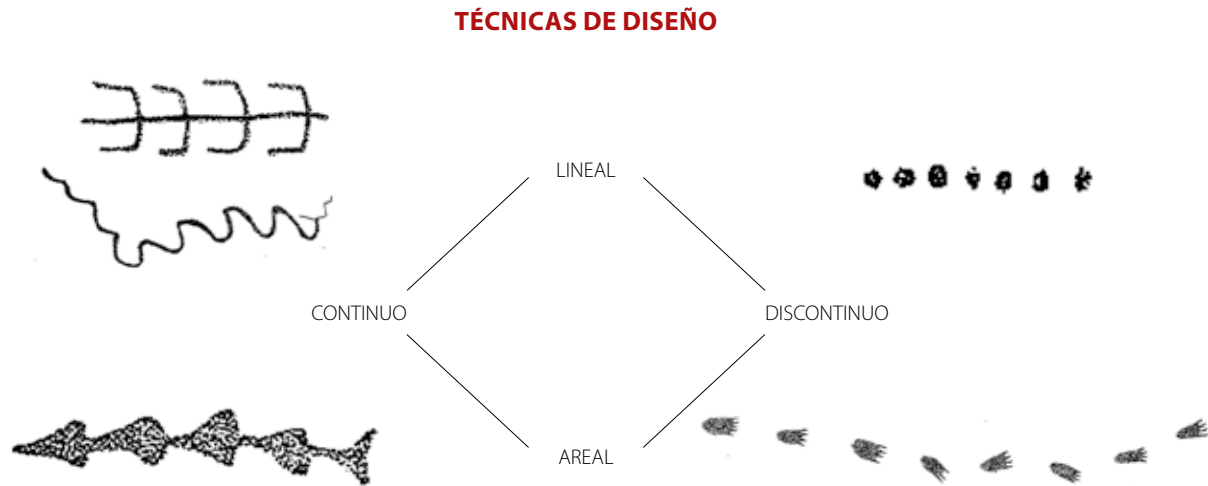 TÉCNICAS DE DISEÑO
LINEAL
CONTINUO
DISCONTINUO
AREAL